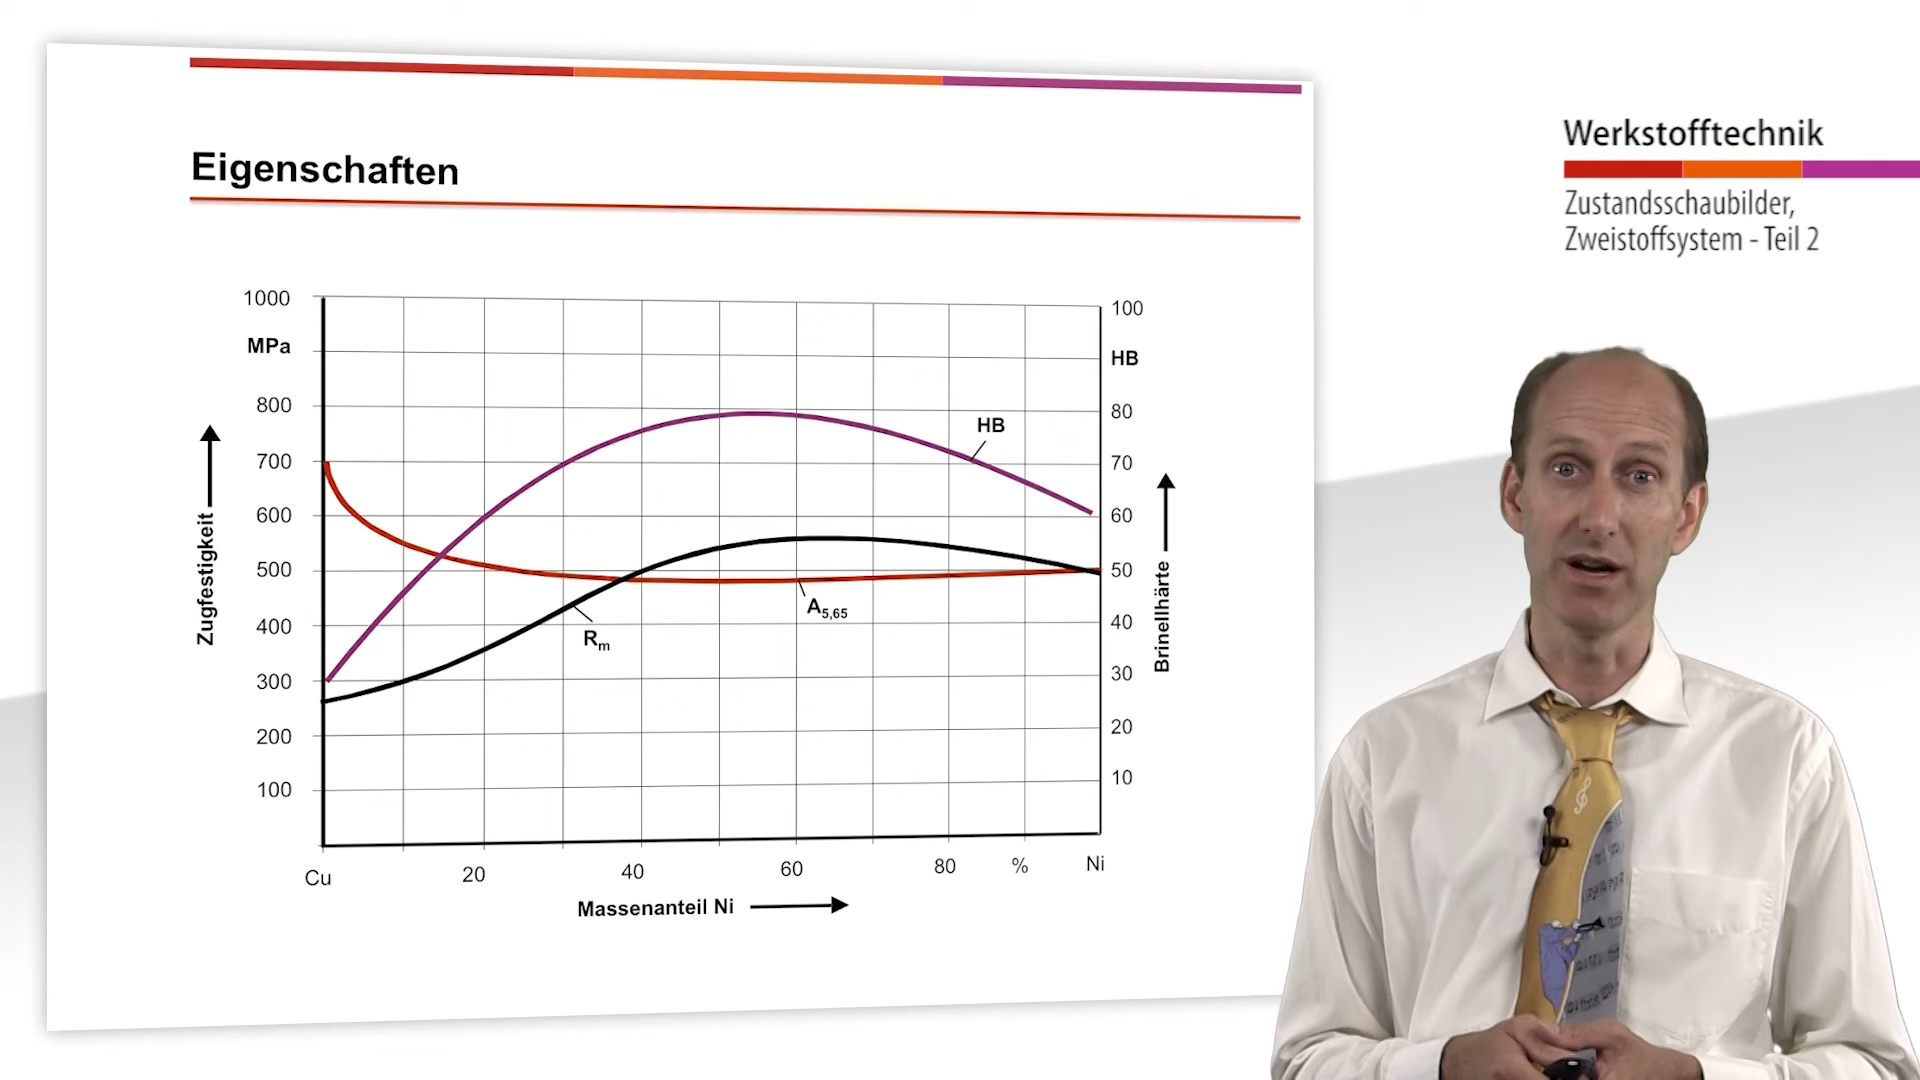 Eigenschaften
1000
MPa
800
700
600
500
400
300
200
100
Zugfestigkeit
100
HB
80
70
60
50
40
30
20
10
Brinellhärte
HB
A5,65
Rm
Cu
20
40
60
80
%
Ni
Massenanteil Ni
Werkstofftechnik
Zustandsschaubilder,
Zweistoffsystem - Teil 2